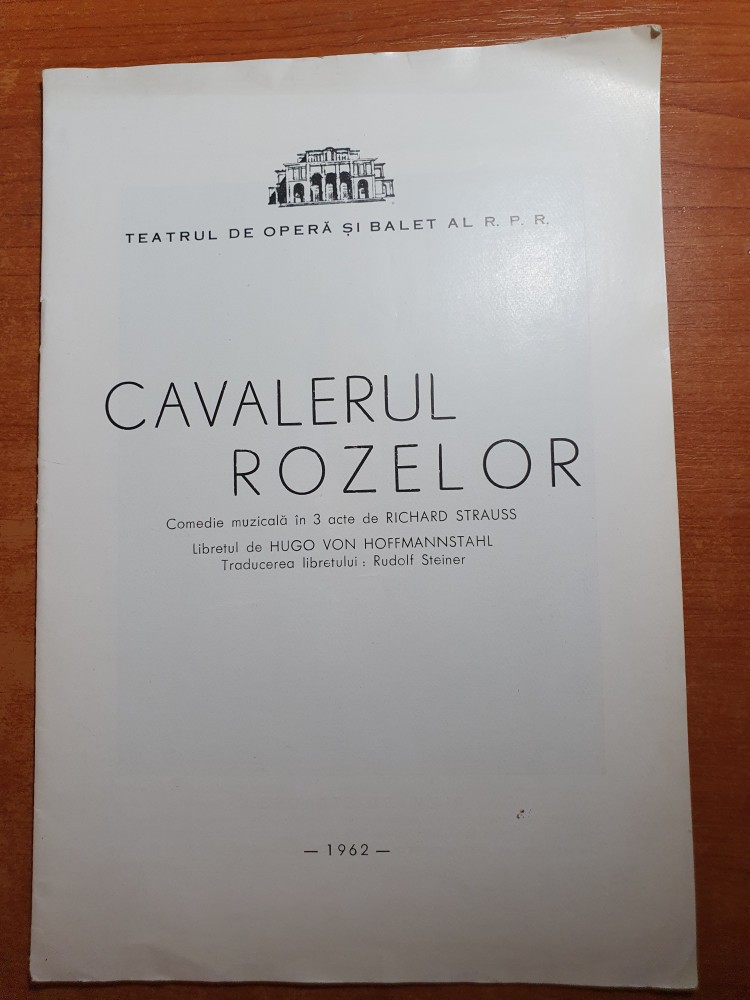 TEATRUL DE OPERĂ ȘI BALET AL R. P. R.
CAVALERUL
ROZELOR
Comedie muzicală în 3 acte de RICHARD STRAUSS
Libretul de HUGO VON HOFFMANNSTAHL
Traducerea libretului : Rudolf Steiner
— 1962 —